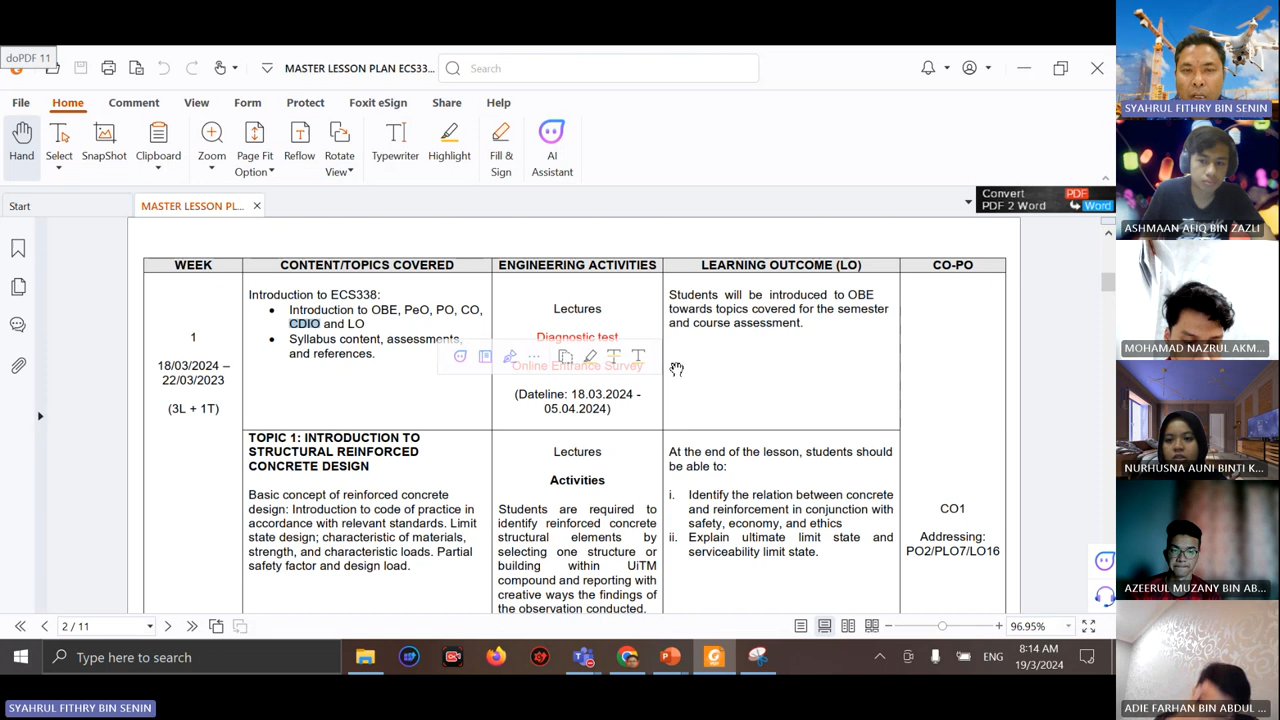 doPDF 11
MASTER LESSON PLAN ECS33...
Search
File
Home
Comment
View
Form
Protect
Foxit eSign
Share
Help
Hand
Select
SnapShot
Clipboard
Zoom
Page Fit
Option
Reflow
Rotate
View
Typewriter
Highlight
Fill &
Sign
AI
Assistant
Start
MASTER LESSON PL...
Convert
PDF 2 Word
PDF
Word
WEEK
CONTENT/TOPICS COVERED
ENGINEERING ACTIVITIES
LEARNING OUTCOME (LO)
CO-PO
1
18/03/2024 –
22/03/2023
(3L + 1T)
Introduction to ECS338:
• Introduction to OBE, PeO, PO, CO,
CDIO and LO
• Syllabus content, assessments,
and references.
Lectures
Diagnostic test
Online Entrance Survey
(Dateline: 18.03.2024 -
05.04.2024)
Students will be introduced to OBE
towards topics covered for the semester
and course assessment.
TOPIC 1: INTRODUCTION TO
STRUCTURAL REINFORCED
CONCRETE DESIGN
Basic concept of reinforced concrete
design: Introduction to code of practice in
accordance with relevant standards. Limit
state design; characteristic of materials,
strength, and characteristic loads. Partial
safety factor and design load.
Lectures
Activities
Students are required to
identify reinforced concrete
structural elements by
selecting one structure or
building within UiTM
compound and reporting with
creative ways the findings of
the observation conducted.
At the end of the lesson, students should
be able to:
i. Identify the relation between concrete
and reinforcement in conjunction with
safety, economy, and ethics
ii. Explain ultimate limit state and
serviceability limit state.
CO1
Addressing:
PO2/PLO7/LO16
2 / 11
96.95%
Type here to search
ENG
8:14 AM
19/3/2024
SYAHRUL FITHRY BIN SENIN
SYAHRUL FITHRY BIN SENIN
ASHMAAN AFIQ BIN ZAZLI
MOHAMAD NAZRUL AKM...
NURHUSNA AUNI BINTI K...
AZEERUL MUZANY BIN AB...
ADIE FARHAN BIN ABDUL ...